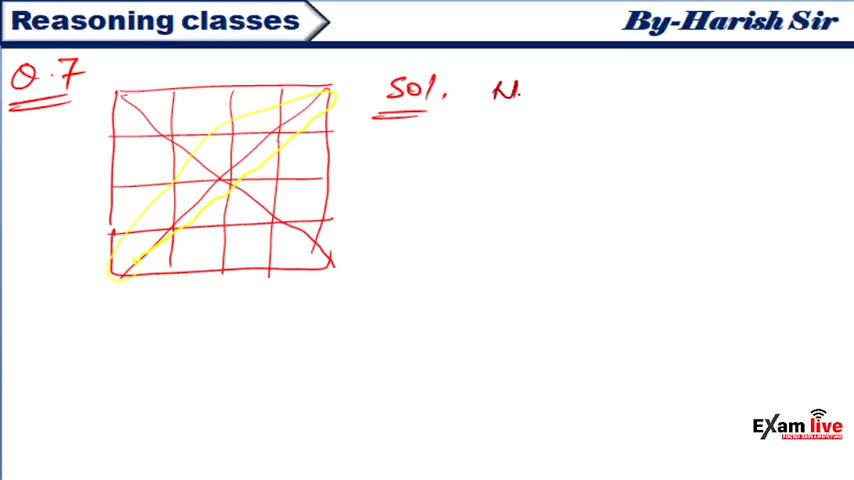 Reasoning classes
By-Harish Sir
Q.7
Sol. N.
EXam live